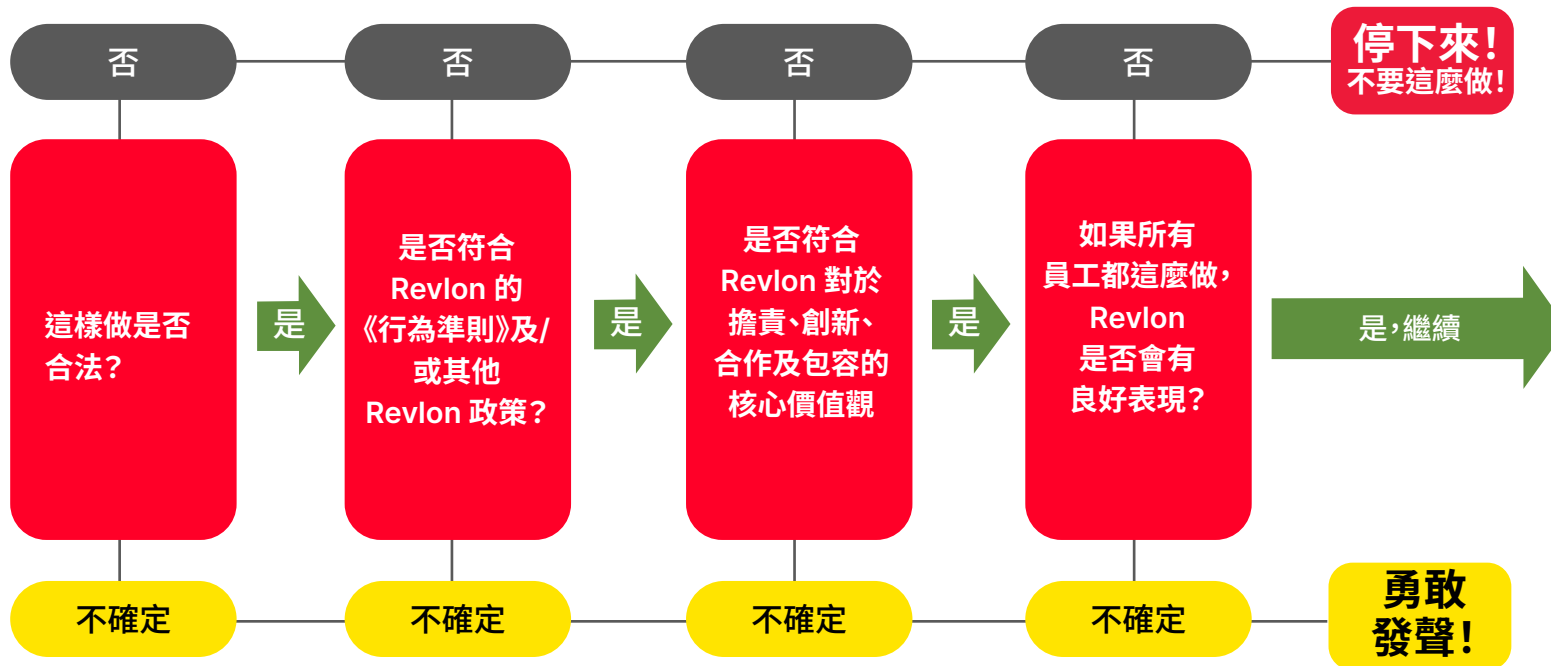 否
否
否
否
停下來!
不要這麼做!
這樣做是否
合法?
是
是否符合
Revlon 的
《行為準則》及/
或其他
Revlon 政策?
是
是否符合
Revlon 對於
擔責、創新、
合作及包容的
核心價值觀
是
如果所有
員工都這麼做,
Revlon
是否會有
良好表現?
是,繼續
不確定
不確定
不確定
不確定
勇敢
發聲!